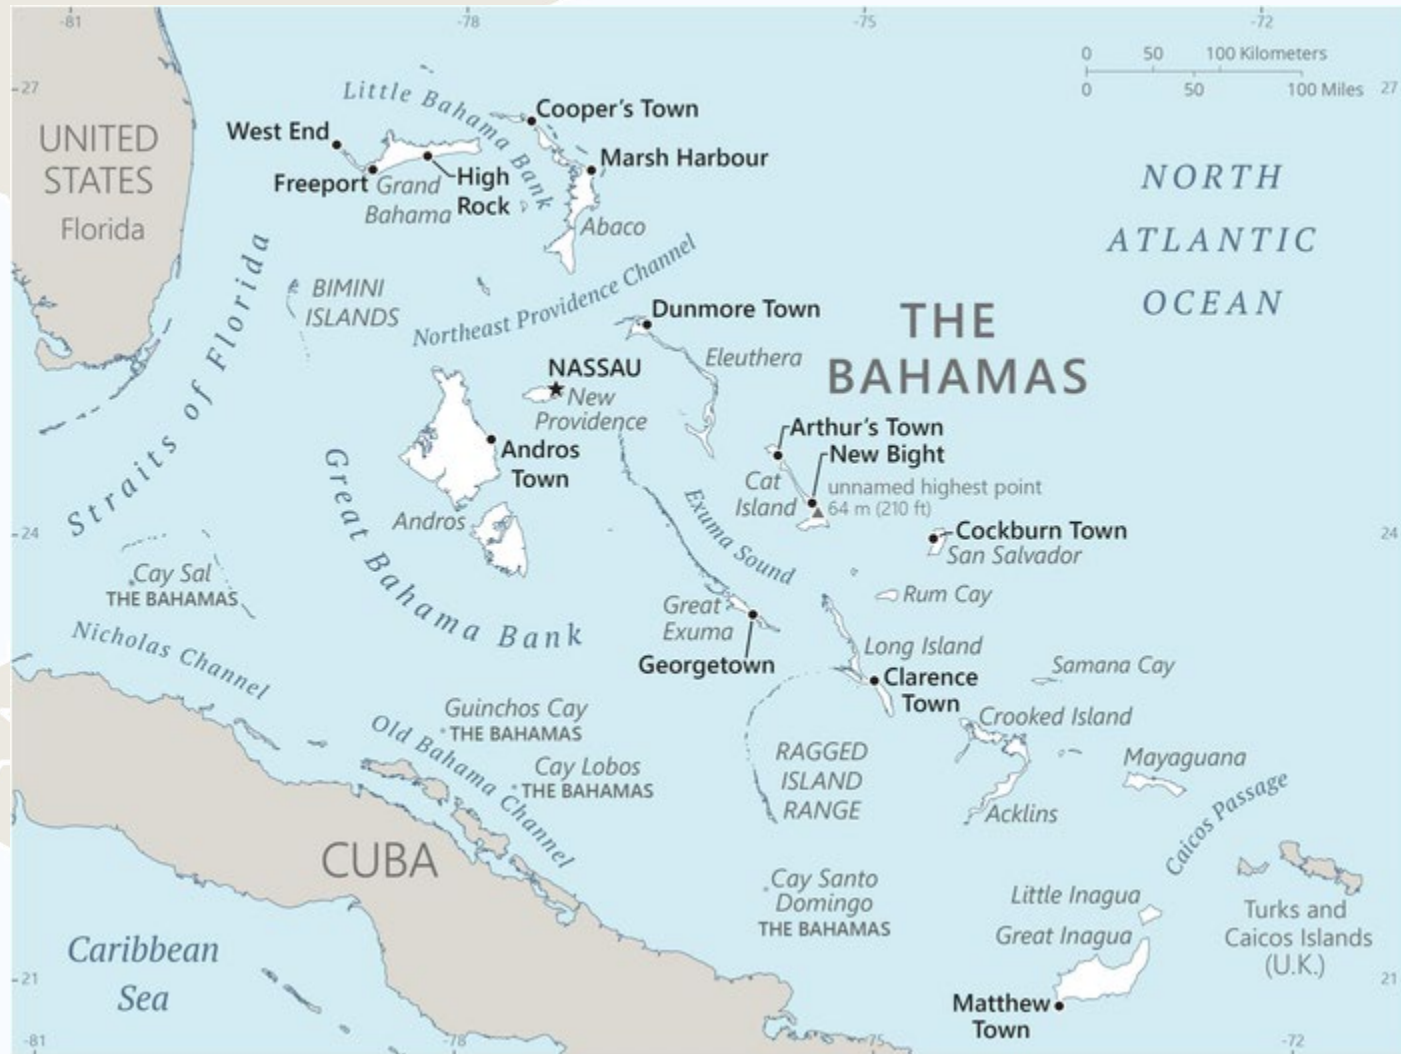 -81
-78
-75
-72
0 50 100 Kilometers
0 50 100 Miles
27
27
Little Bahama Bank
Cooper's Town
West End
Marsh Harbour
UNITED
STATES
Florida
Freeport
Grand
Bahama
High
Rock
Abaco
NORTH
ATLANTIC
OCEAN
Straits of Florida
BIMINI
ISLANDS
Northeast Providence Channel
Dunmore Town
THE
BAHAMAS
Eleuthera
NASSAU
New
Providence
Andros
Town
Andros
Great Bahama Bank
Arthur's Town
New Bight
Cat
Island
unnamed highest point
64 m (210 ft)
Exuma Sound
24
24
Cockburn Town
San Salvador
Cay Sal
THE BAHAMAS
Rum Cay
Great
Exuma
Georgetown
Nicholas Channel
Long Island
Clarence
Town
Samana Cay
Guinchos Cay
THE BAHAMAS
Old Bahama Channel
Cay Lobos
THE BAHAMAS
RAGGED
ISLAND
RANGE
Crooked Island
Mayaguana
Acklins
Caicos Passage
CUBA
Cay Santo
Domingo
THE BAHAMAS
Little Inagua
Great Inagua
Turks and
Caicos Islands
(U.K.)
Caribbean
Sea
21
21
Matthew
Town
-81
-78
-75
-72